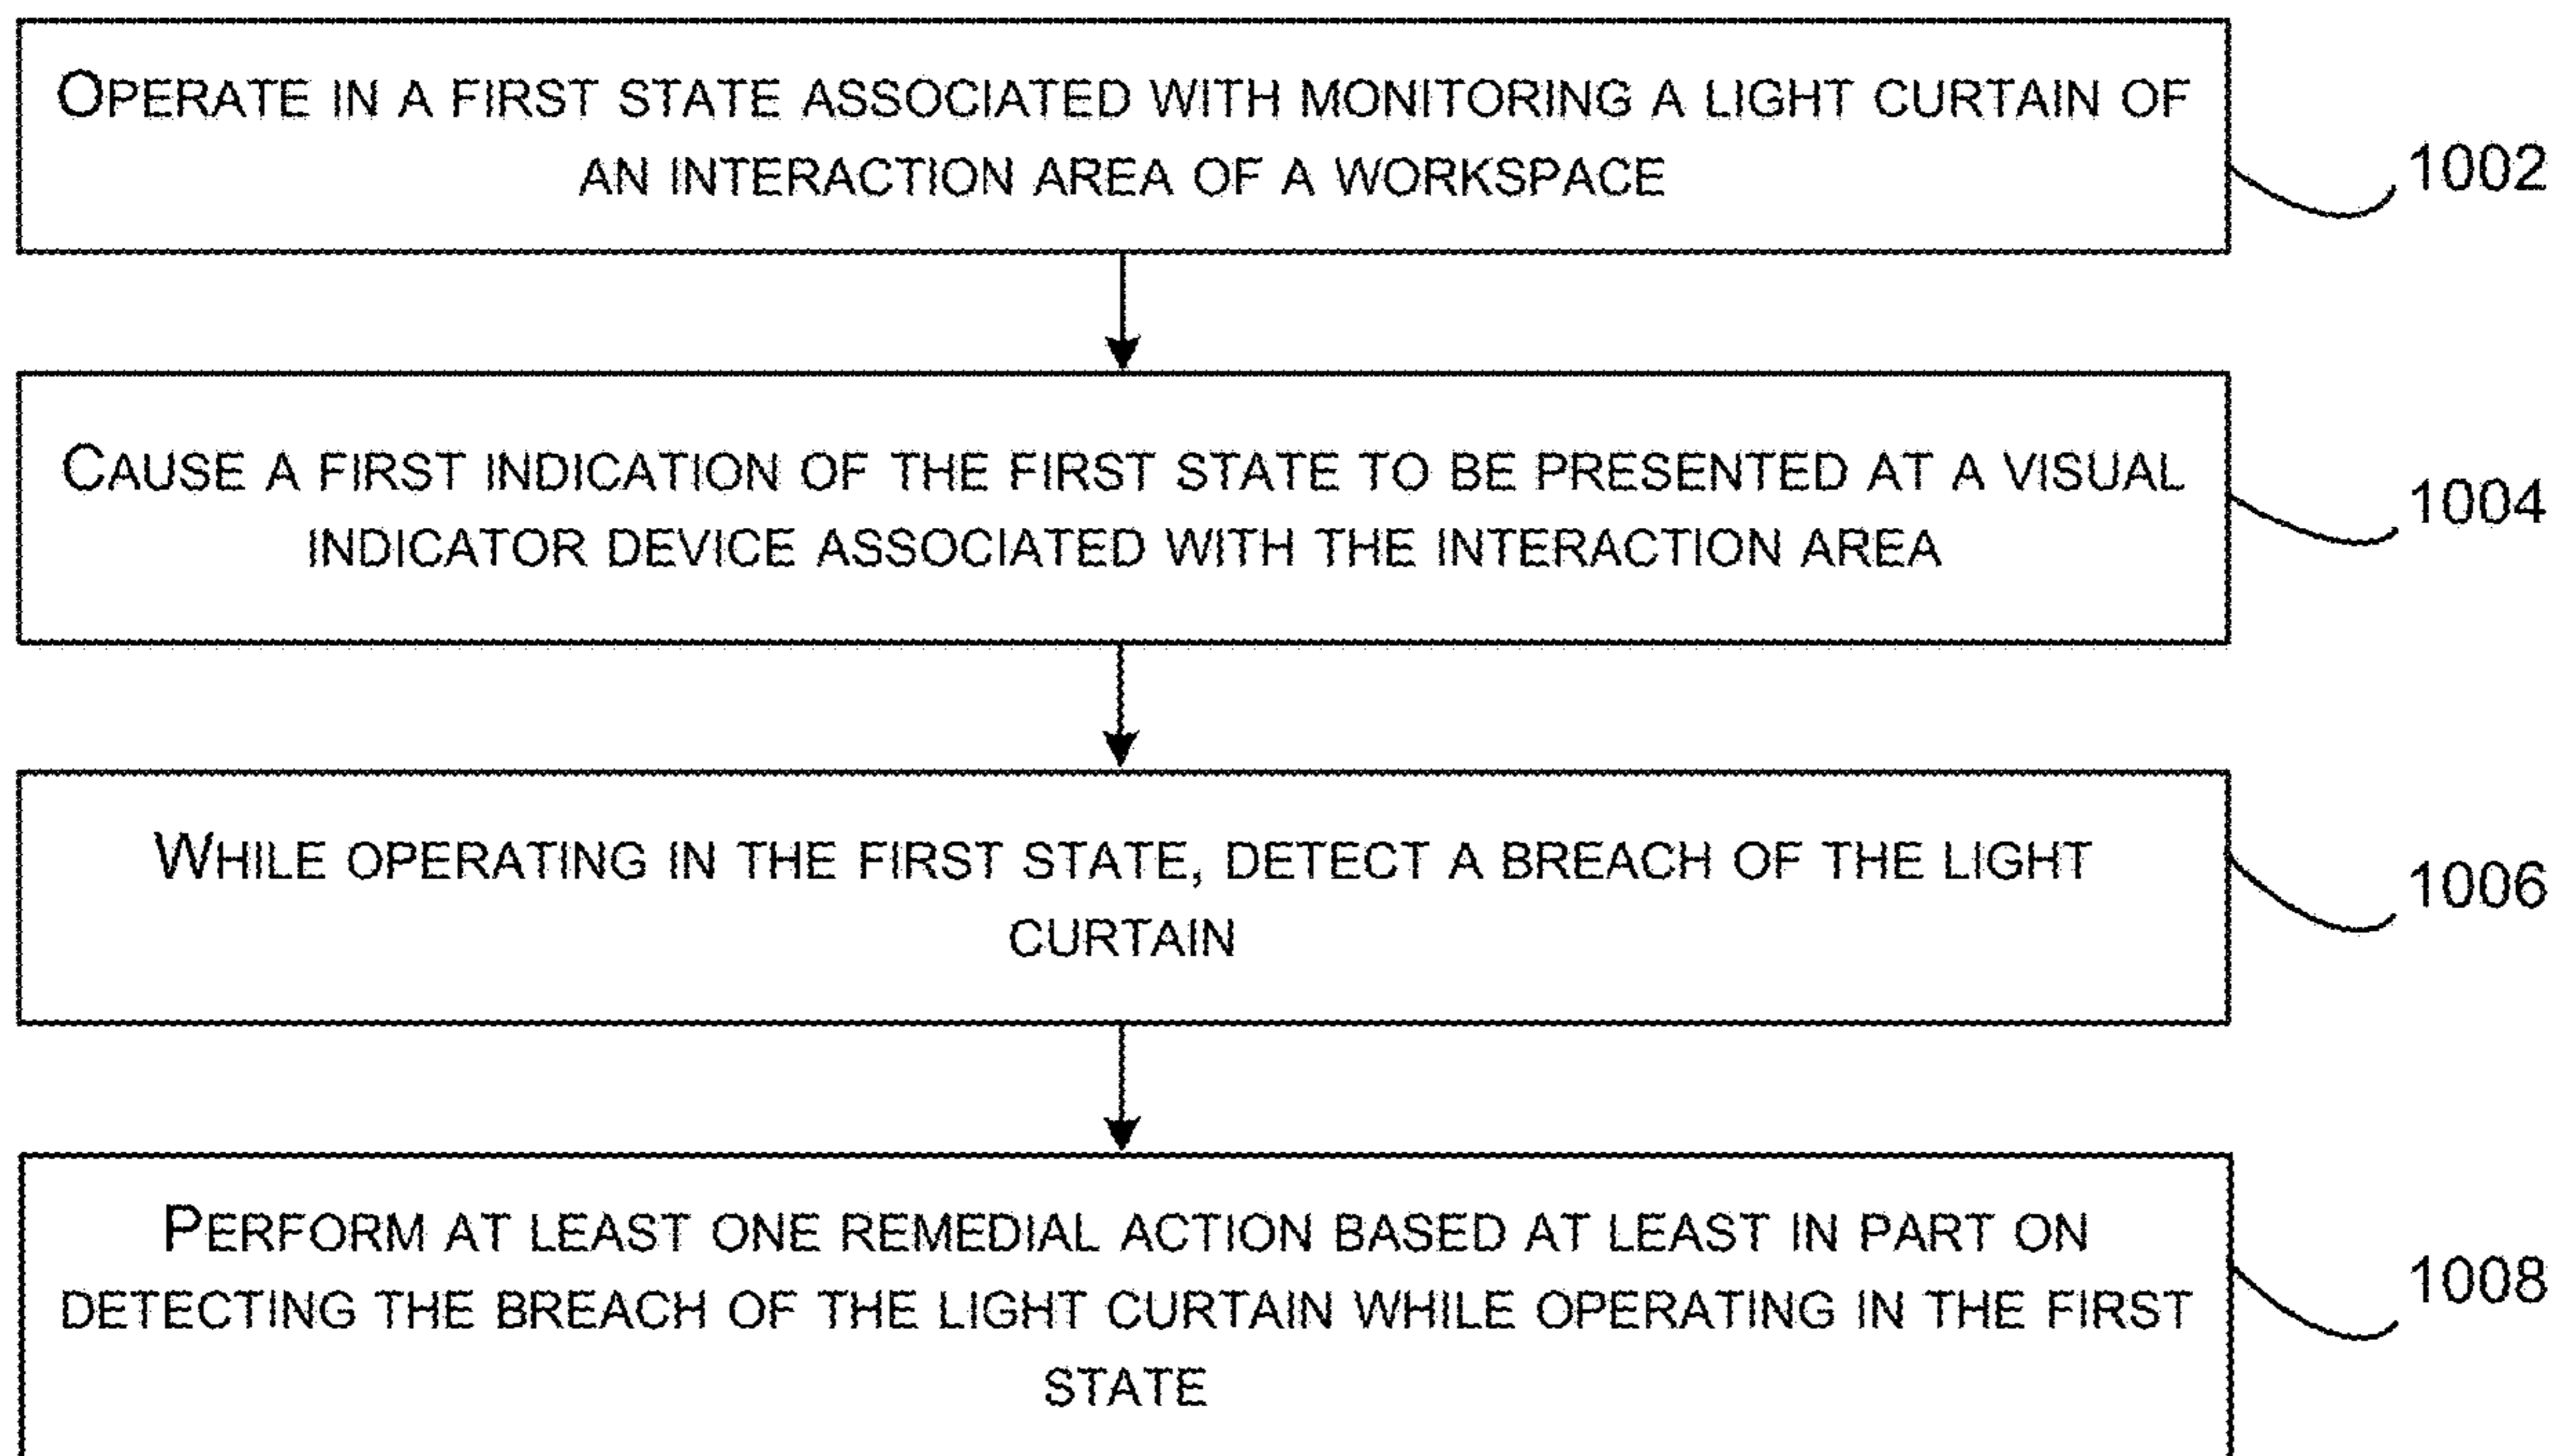 OPERATE IN A FIRST STATE ASSOCIATED WITH MONITORING A LIGHT CURTAIN OF
AN INTERACTION AREA OF A WORKSPACE
1002
CAUSE A FIRST INDICATION OF THE FIRST STATE TO BE PRESENTED AT A VISUAL
INDICATOR DEVICE ASSOCIATED WITH THE INTERACTION AREA
1004
WHILE OPERATING IN THE FIRST STATE, DETECT A BREACH OF THE LIGHT
CURTAIN
1006
PERFORM AT LEAST ONE REMEDIAL ACTION BASED AT LEAST IN PART ON
DETECTING THE BREACH OF THE LIGHT CURTAIN WHILE OPERATING IN THE FIRST
STATE
1008